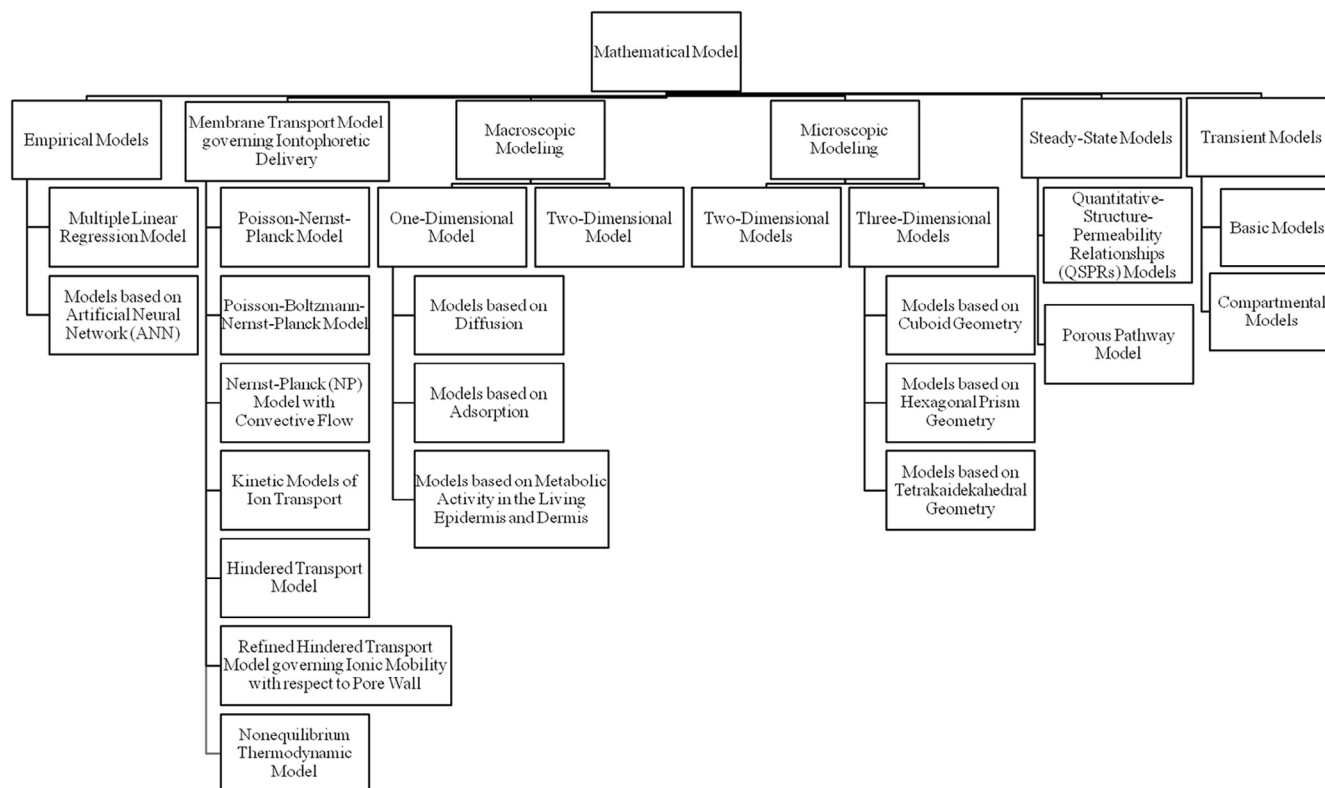 Mathematical Model
Empirical Models
Multiple Linear
Regression Model
Models based on
Artificial Neural
Network (ANN)
Membrane Transport Model
governing Iontophoretic
Delivery
Poisson-Nernst-
Planck Model
Poisson-Boltzmann-
Nernst-Planck Model
Nernst-Planck (NP)
Model with
Convective Flow
Kinetic Models of
Ion Transport
Hindered Transport
Model
Refined Hindered Transport
Model governing Ionic Mobility
with respect to Pore Wall
Nonequilibrium
Thermodynamic
Model
Macroscopic
Modeling
One-Dimensional
Model
Models based on
Diffusion
Models based on
Adsorption
Models based on Metabolic
Activity in the Living
Epidermis and Dermis
Two-Dimensional
Model
Microscopic
Modeling
Two-Dimensional
Models
Three-Dimensional
Models
Models based on
Cuboid Geometry
Models based on
Hexagonal Prism
Geometry
Models based on
Tetrakaidekahedral
Geometry
Steady-State Models
Quantitative-
Structure-
Permeability
Relationships
(QSPRs) Models
Porous Pathway
Model
Transient Models
Basic Models
Compartmental
Models